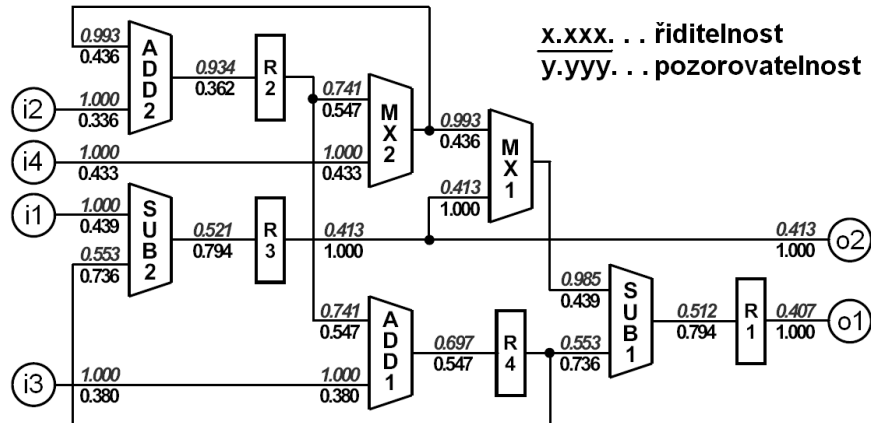 x.xxx. . . řiditelnost
y.yyy. . . pozorovatelnost
0.993
0.436
ADD2
0.934
0.362
R2
0.741
0.547
MX2
0.993
0.436
MX1
i2
1.000
0.336
i4
1.000
0.433
1.000
0.433
0.413
1.000
i1
1.000
0.439
SUB2
0.521
0.794
R3
0.413
1.000
0.413
1.000
o2
0.553
0.736
0.985
0.439
SUB1
0.741
0.547
ADD1
0.697
0.547
R4
0.553
0.736
0.512
0.794
R1
0.407
1.000
o1
i3
1.000
0.380
1.000
0.380